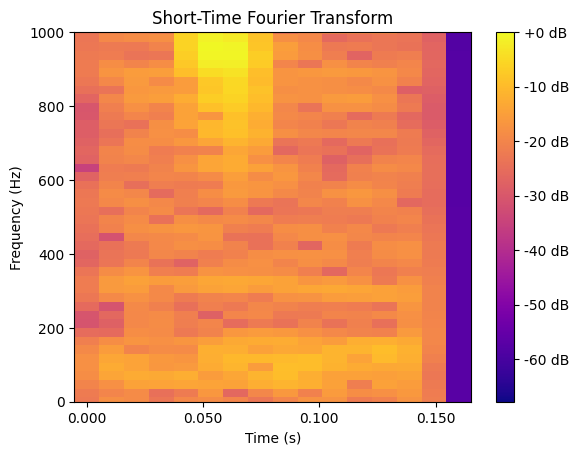 Short-Time Fourier Transform
1000
800
600
400
200
0
Frequency (Hz)
0.000
0.050
0.100
0.150
Time (s)
+0 dB
-10 dB
-20 dB
-30 dB
-40 dB
-50 dB
-60 dB